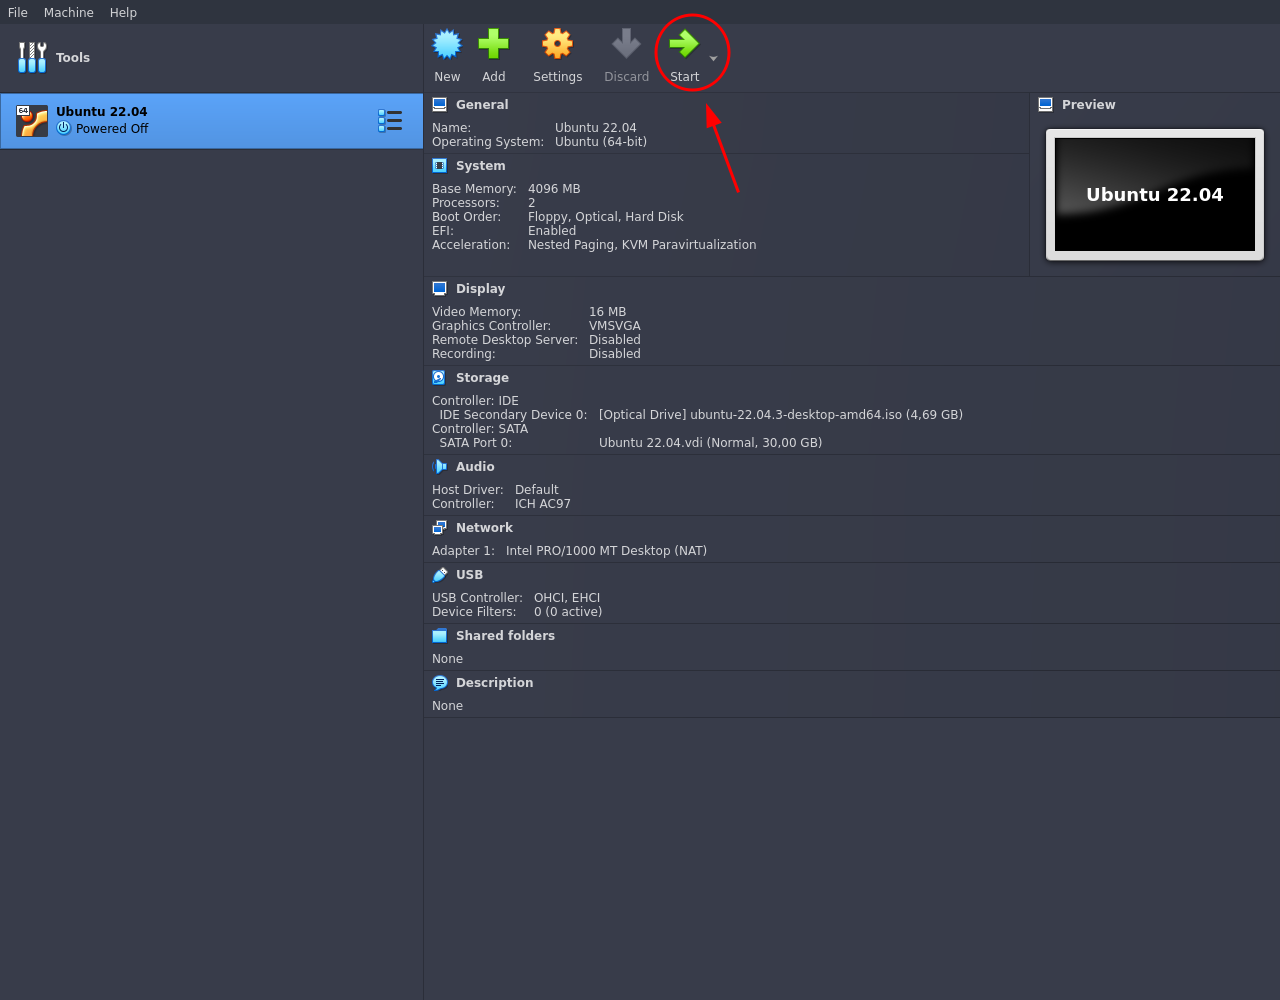 File Machine Help
Tools
New Add Settings Discard Start
64
Ubuntu 22.04
Powered Off
General
Name: Ubuntu 22.04
Operating System: Ubuntu (64-bit)
System
Base Memory: 4096 MB
Processors: 2
Boot Order: Floppy, Optical, Hard Disk
EFI: Enabled
Acceleration: Nested Paging, KVM Paravirtualization
Preview
Ubuntu 22.04
Display
Video Memory: 16 MB
Graphics Controller: VMSVGA
Remote Desktop Server: Disabled
Recording: Disabled
Storage
Controller: IDE
IDE Secondary Device 0: [Optical Drive] ubuntu-22.04.3-desktop-amd64.iso (4,69 GB)
Controller: SATA
SATA Port 0: Ubuntu 22.04.vdi (Normal, 30,00 GB)
Audio
Host Driver: Default
Controller: ICH AC97
Network
Adapter 1: Intel PRO/1000 MT Desktop (NAT)
USB
USB Controller: OHCI, EHCI
Device Filters: 0 (0 active)
Shared folders
None
Description
None